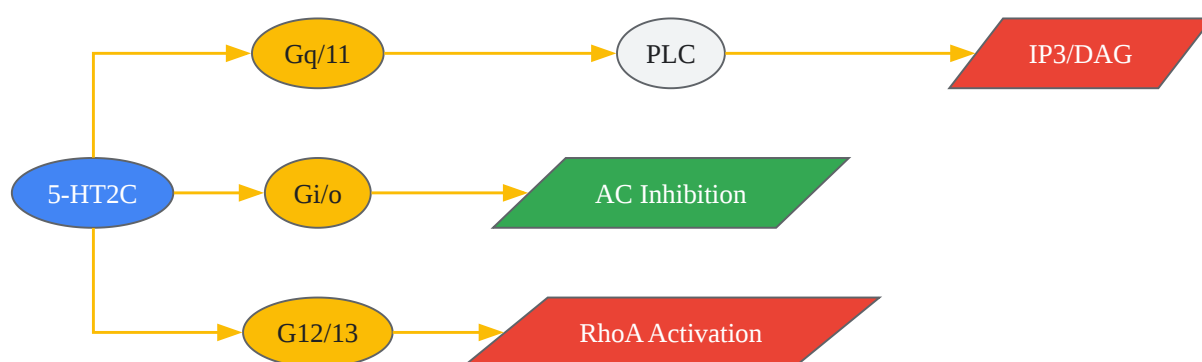 Gq/11
PLC
IP3/DAG
5-HT2C
Gi/o
AC Inhibition
G12/13
RhoA Activation